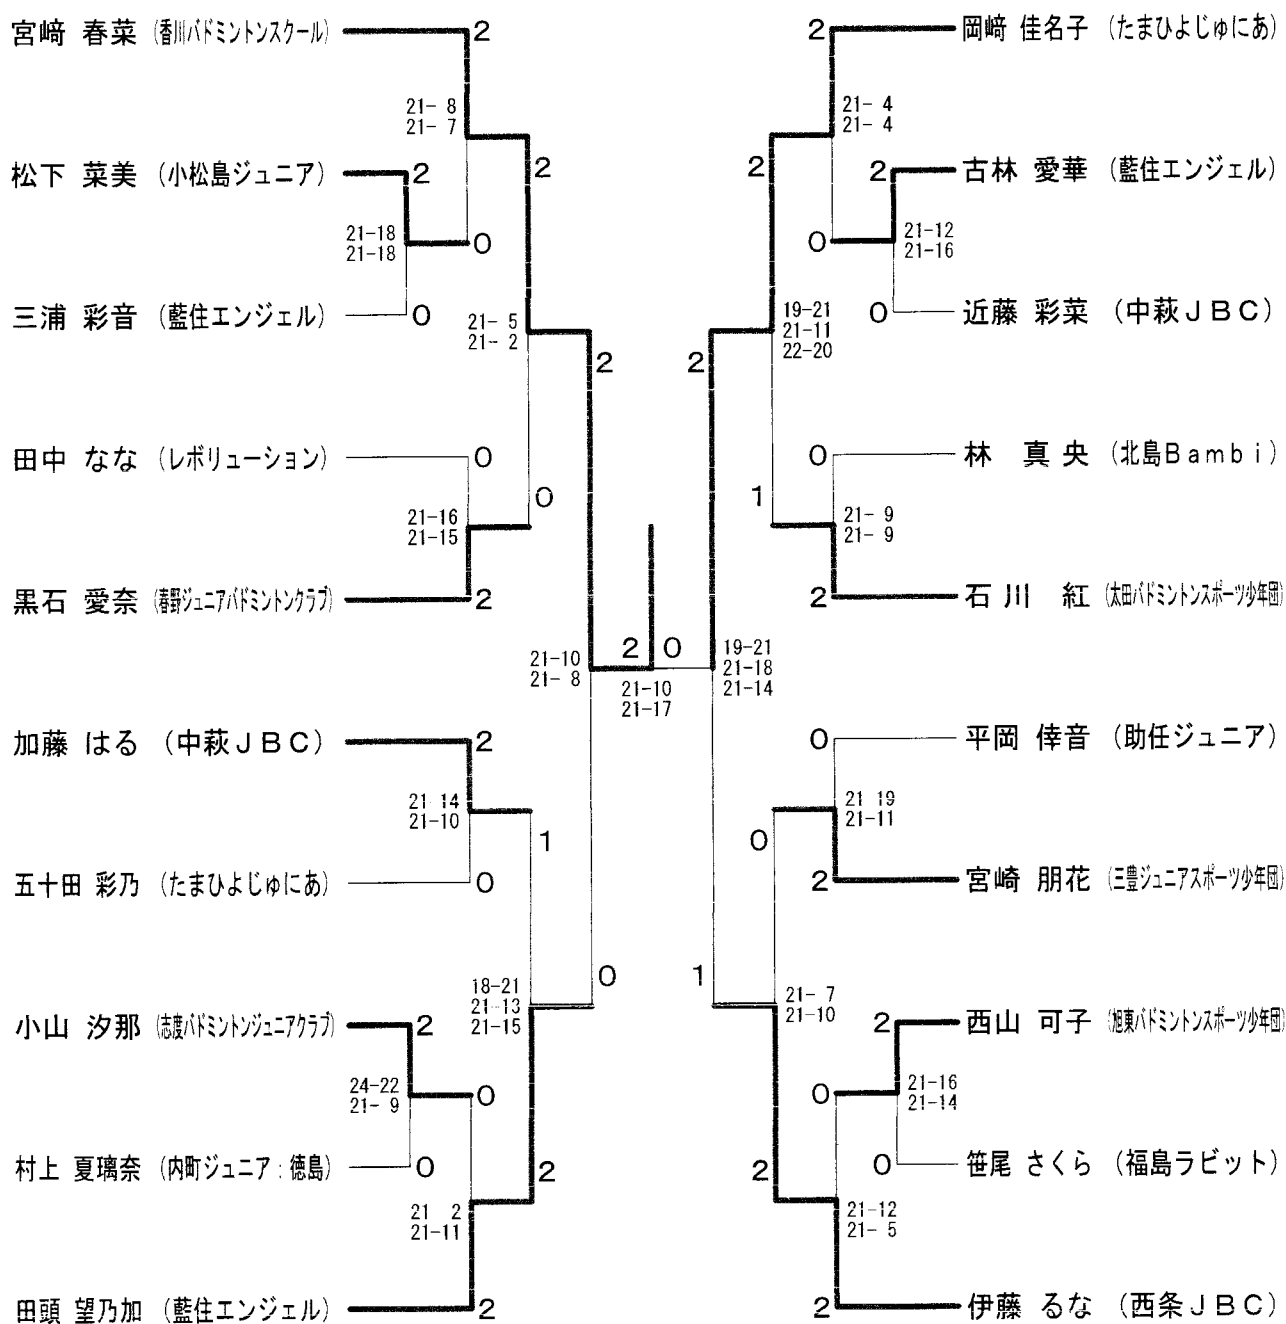 宮﨑 春菜 (香川バドミントンスクール) 2
21- 8
21- 7
松下 菜美 (小松島ジュニア) 2
2
21-18
21-18
0
三浦 彩音 (藍住エンジェル) 0
21- 5
21- 2
2
田中 なな (レボリューション) 0
0
21-16
21-15
黒石 愛奈 (春野ジュニアバドミントンクラブ) 2
21-10
21- 8
加藤 はる (中萩JBC) 2
21 14
21-10
1
五十田 彩乃 (たまひよじゅにあ) 0
0
18-21
21-13
21-15
小山 汐那 (志度バドミントンジュニアクラブ) 2
24-22
21- 9
0
村上 夏璃奈 (内町ジュニア:徳島) 0
2
21 2
21-11
田頭 望乃加 (藍住エンジェル) 2
2 0
21-10
21-17
2 岡﨑 佳名子 (たまひよじゅにあ)
21- 4
21- 4
2
2 古林 愛華 (藍住エンジェル)
21-12
21-16
0
0 近藤 彩菜 (中萩JBC)
19-21
21-11
22-20
2
0 林 真央 (北島Bambi)
1
21- 9
21- 9
2 石川 紅 (太田バドミントンスポーツ少年団)
19-21
21-18
21-14
0 平岡 倖音 (助任ジュニア)
21 19
21-11
0
2 宮崎 朋花 (三豊ジュニアスポーツ少年団)
1
21- 7
21-10
2 西山 可子 (旭東バドミントンスポーツ少年団)
0
21-16
21-14
0 笹尾 さくら (福島ラビット)
2
21-12
21- 5
2 伊藤 るな (西条JBC)